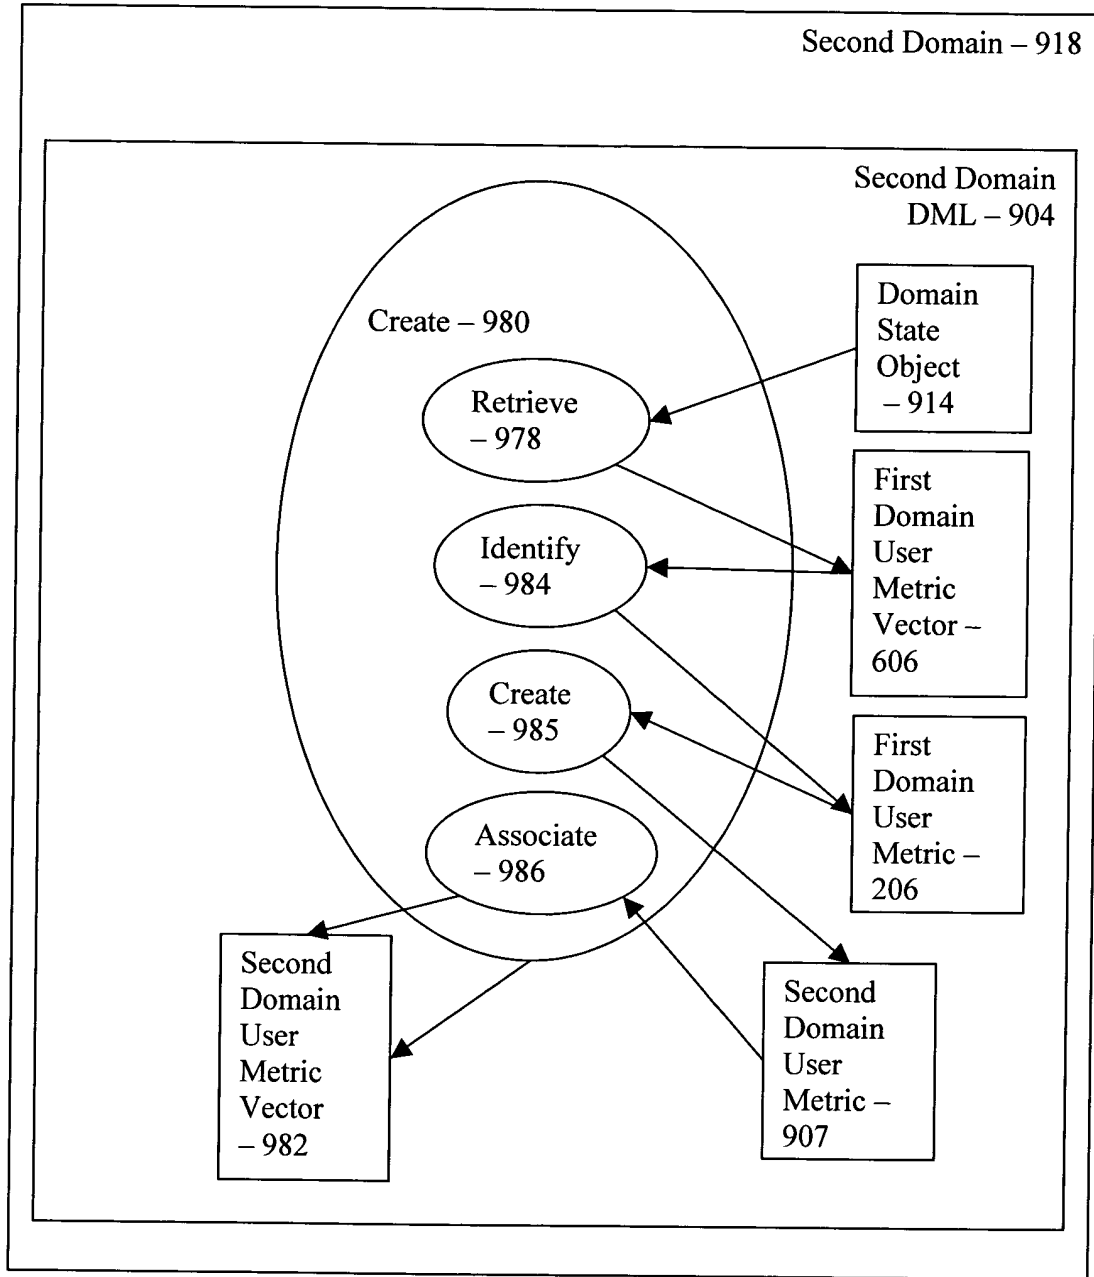 Second Domain – 918
Second Domain
DML – 904
Domain
State
Object
– 914
Create – 980
Retrieve
– 978
First
Domain
User
Metric
Vector –
606
Identify
– 984
Create
– 985
First
Domain
User
Metric –
206
Associate
– 986
Second
Domain
User
Metric
Vector
– 982
Second
Domain
User
Metric –
907